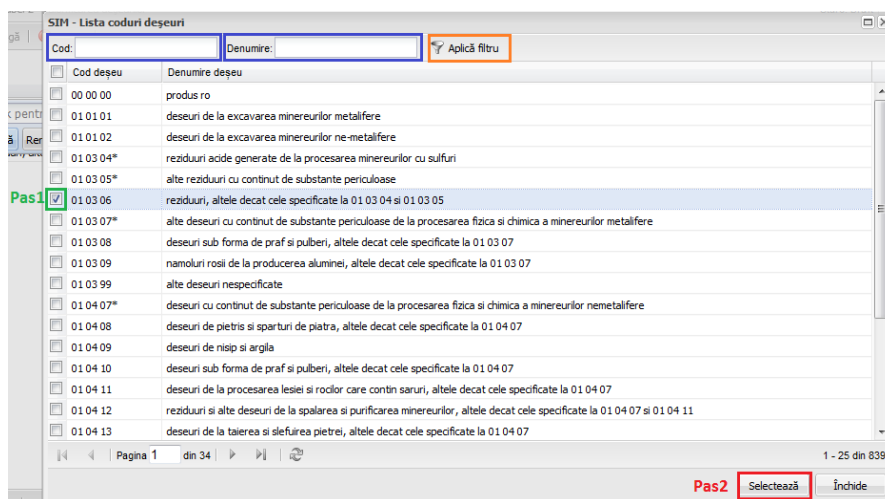 SIM - Lista coduri deșeuri
gă
Cod: Denumire: Aplică filtru
Cod deșeu Denumire deșeu
00 00 00 produs ro
01 01 01 deseuri de la excavarea minereurilor metalifere
01 01 02 deseuri de la excavarea minereurilor ne-metalifere
01 03 04* reziduuri acide generate de la procesarea minereurilor cu sulfuri
01 03 05* alte reziduuri cu continut de substante periculoase
Pas1 01 03 06 reziduuri, altele decat cele specificate la 01 03 04 si 01 03 05
01 03 07* alte deseuri cu continut de substante periculoase de la procesarea fizica si chimica a minereurilor metalifere
01 03 08 deseuri sub forma de praf si pulberi, altele decat cele specificate la 01 03 07
01 03 09 namoluri rosii de la producerea aluminei, altele decat cele specificate la 01 03 07
01 03 99 alte deseuri nespecificate
01 04 07* deseuri cu continut de substante periculoase de la procesarea fizica si chimica a minereurilor nemetalifere
01 04 08 deseuri de pietris si sparturi de piatra, altele decat cele specificate la 01 04 07
01 04 09 deseuri de nisip si argila
01 04 10 deseuri sub forma de praf si pulberi, altele decat cele specificate la 01 04 07
01 04 11 deseuri de la procesarea lesiei si rocilor care contin saruri, altele decat cele specificate la 01 04 07
01 04 12 reziduuri si alte deseuri de la spalarea si purificarea minereurilor, altele decat cele specificate la 01 04 07 si 01 04 11
01 04 13 deseuri de la taierea si slefuirea pietrei, altele decat cele specificate la 01 04 07
Pagina 1 din 34 1 - 25 din 839
Pas2 Selectează Închide